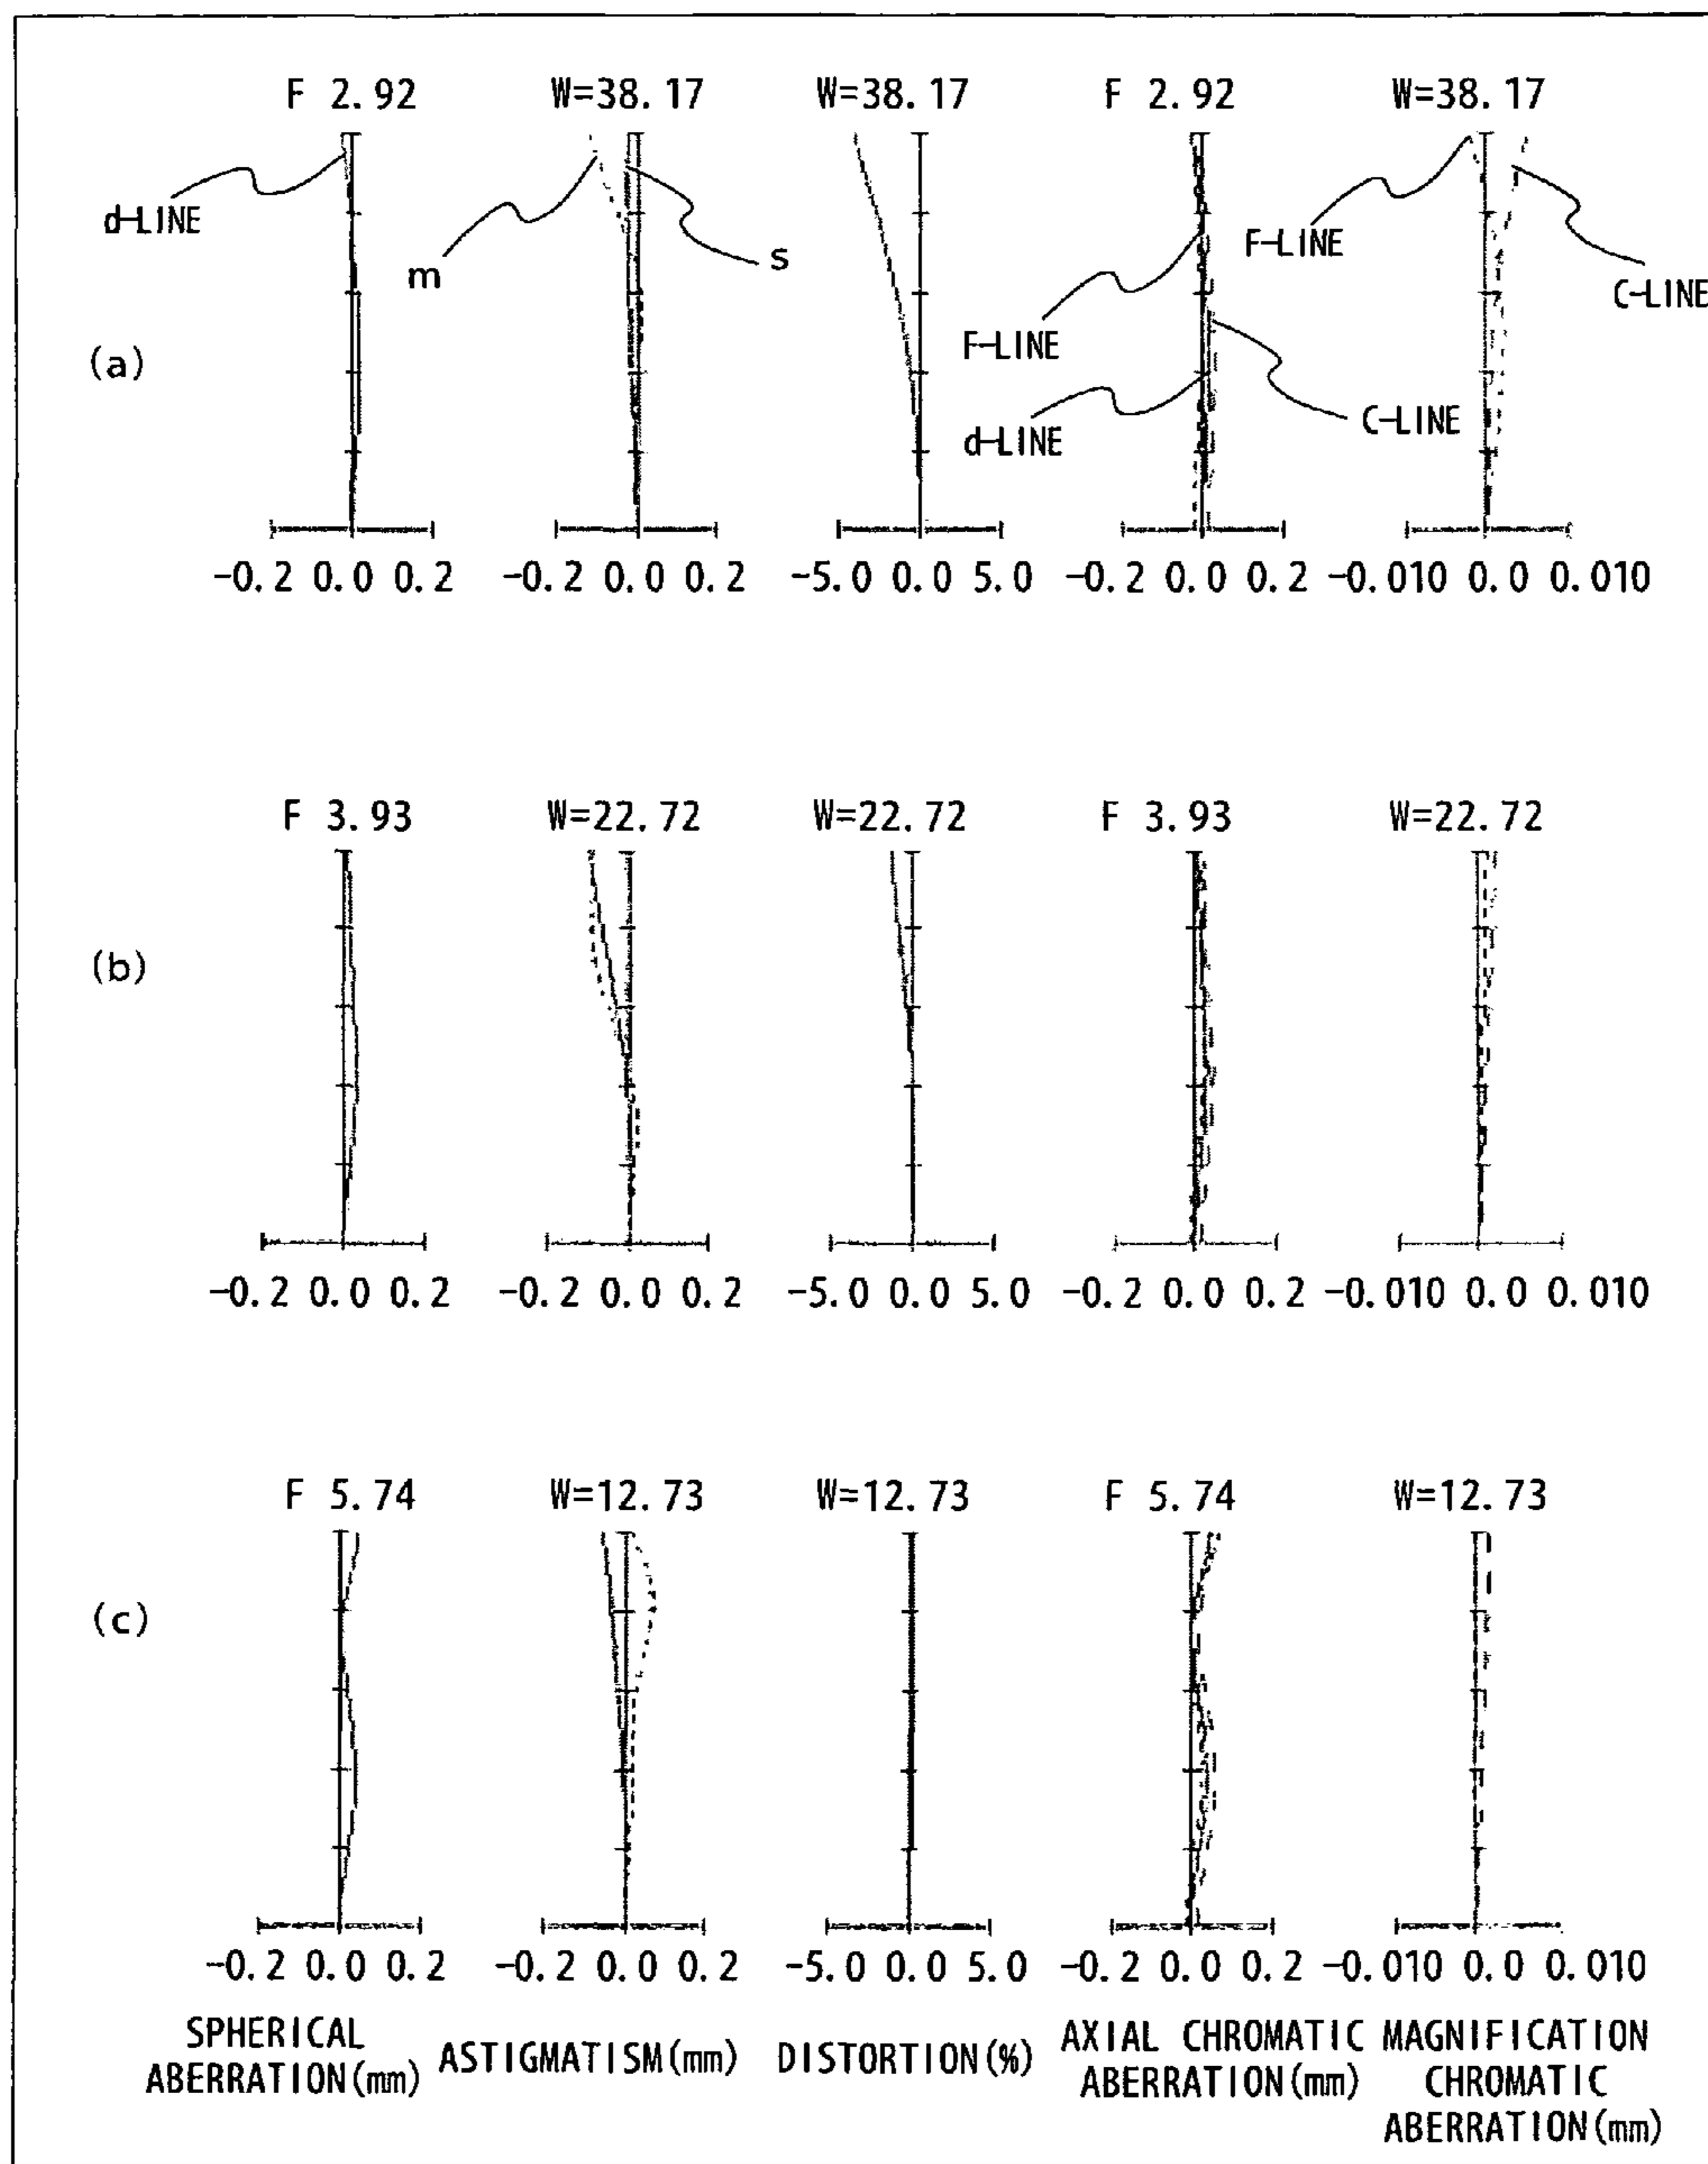 F 2.92 W=38.17 W=38.17 F 2.92 W=38.17
d-LINE
m
s
F-LINE
d-LINE
C-LINE
F-LINE
C-LINE
(a)
-0.2 0.0 0.2 -0.2 0.0 0.2 -5.0 0.0 5.0 -0.2 0.0 0.2 -0.010 0.0 0.010
F 3.93 W=22.72 W=22.72 F 3.93 W=22.72
(b)
-0.2 0.0 0.2 -0.2 0.0 0.2 -5.0 0.0 5.0 -0.2 0.0 0.2 -0.010 0.0 0.010
F 5.74 W=12.73 W=12.73 F 5.74 W=12.73
(c)
-0.2 0.0 0.2 -0.2 0.0 0.2 -5.0 0.0 5.0 -0.2 0.0 0.2 -0.010 0.0 0.010
SPHERICAL
ABERRATION(mm)
ASTIGMATISM(mm)
DISTORTION(%)
AXIAL CHROMATIC
ABERRATION(mm)
MAGNIFICATION
CHROMATIC
ABERRATION(mm)